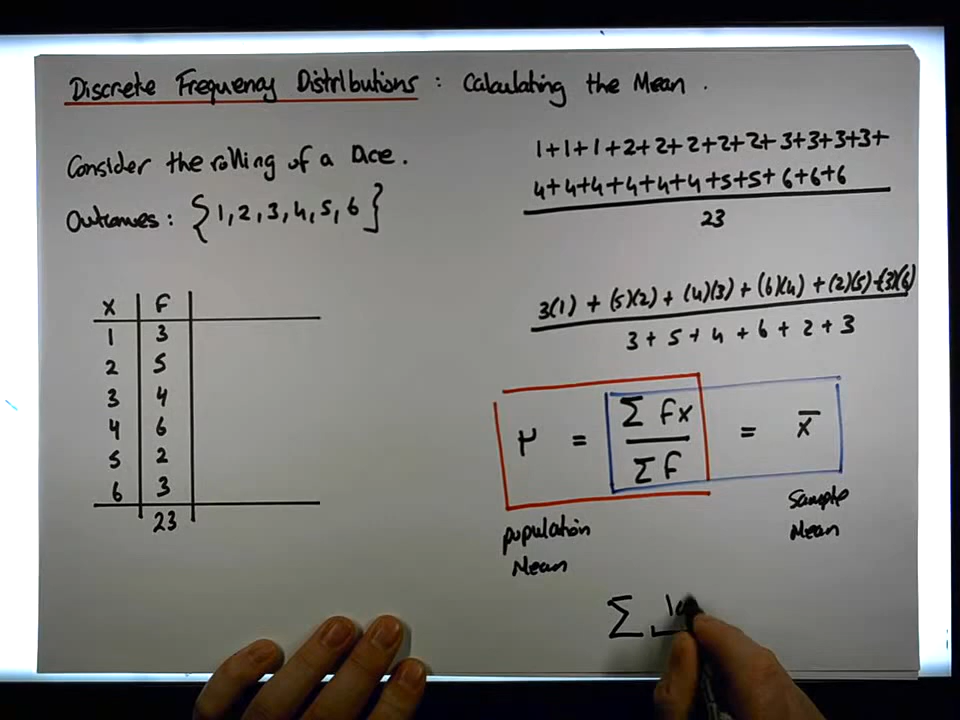 Discrete Frequency Distributions : Calculating the Mean .
Consider the rolling of a Dice .
Outcomes : {1, 2, 3, 4, 5, 6}
X F
1 3
2 5
3 4
4 6
5 2
6 3
23
1+1+1+2+2+2+2+2+3+3+3+3+
4+4+4+4+4+4+5+5+6+6+6
23
3(1) + (5)(2) + (4)(3) + (6)(4) + (2)(5) + (3)(6)
3 + 5 + 4 + 6 + 2 + 3
μ = Σ Fx / Σ F = x̄
population
Mean
Sample
Mean
Σ